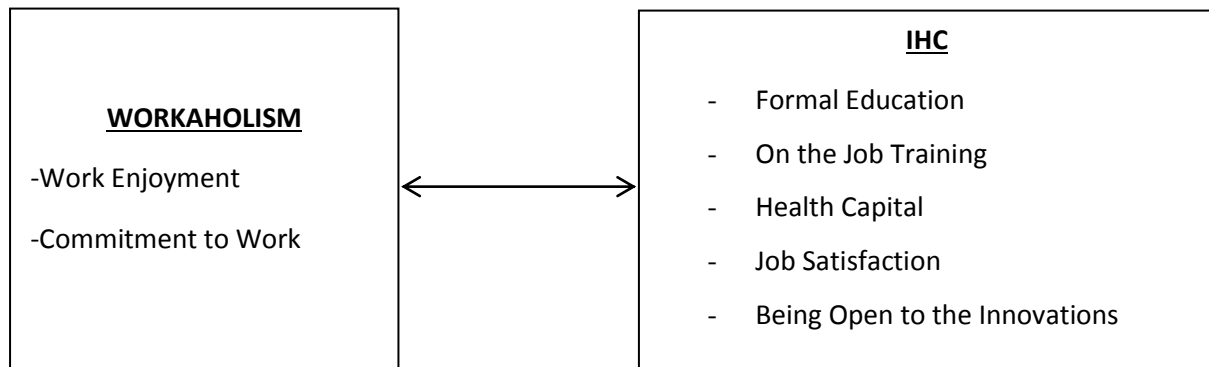 WORKAHOLISM
-Work Enjoyment
-Commitment to Work
IHC
- Formal Education
- On the Job Training
- Health Capital
- Job Satisfaction
- Being Open to the Innovations